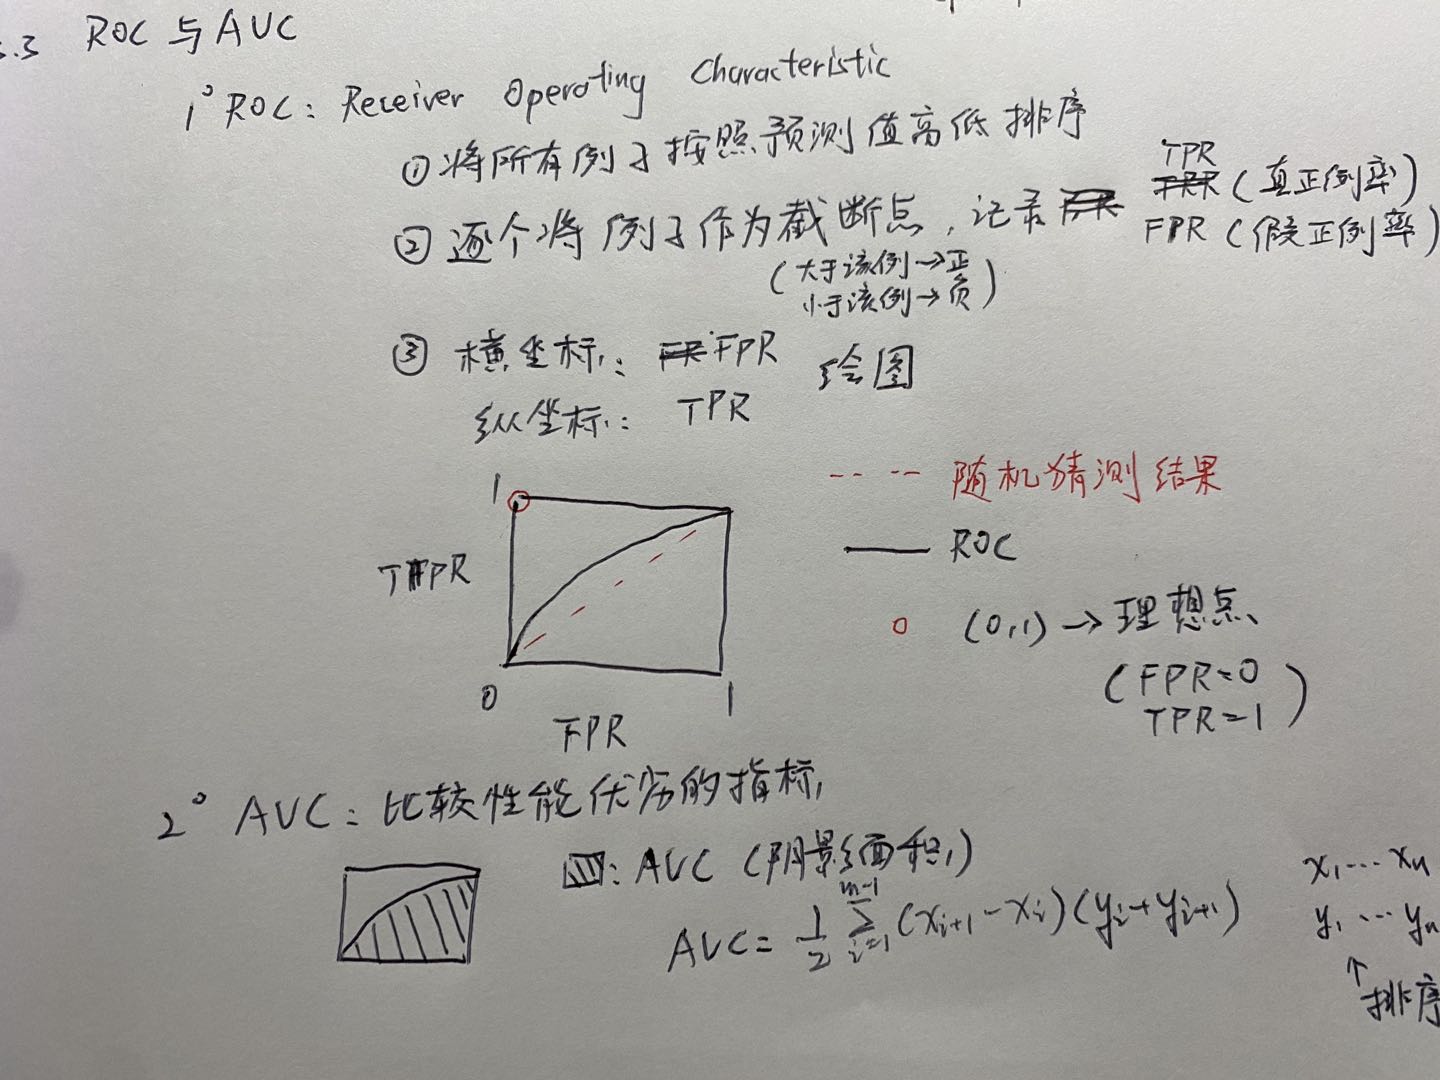 .3 ROC 与 AUC
1° ROC: Receiver Operating Characteristic
① 将所有例子按照预测值高低排序
② 逐个将例子作为截断点，记录 TPR (真正例率)
FPR (假正例率)
(大于该例→正
小于该例→负)
③ 横坐标: FPR 绘图
纵坐标: TPR
---- 随机猜测结果
—— ROC
1
TPR
0
1
FPR
o (0,1) → 理想点
(FPR=0
TPR=1)
2° AUC: 比较性能优劣的指标
: AUC (阴影面积)
AUC = 1/2 ∑_{i=1}^{m-1} (x_{i+1} - x_i)(y_i + y_{i+1})
x_1 ... x_n
y_1 ... y_n
↑
排序